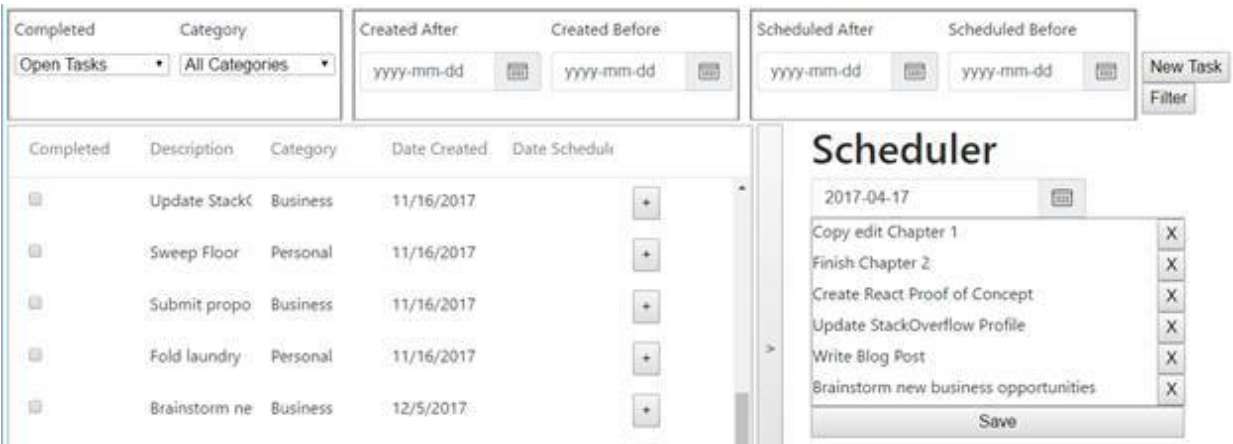 Completed Category Created After Created Before Scheduled After Scheduled Before
Open Tasks All Categories yyyy-mm-dd yyyy-mm-dd yyyy-mm-dd yyyy-mm-dd New Task
Filter
Completed Description Category Date Created Date Schedul
Update Stack Business 11/16/2017 +
Sweep Floor Personal 11/16/2017 +
Submit propo Business 11/16/2017 +
Fold laundry Personal 11/16/2017 +
Brainstorm ne Business 12/5/2017 +
>
Scheduler
2017-04-17
Copy edit Chapter 1 X
Finish Chapter 2 X
Create React Proof of Concept X
Update StackOverflow Profile X
Write Blog Post X
Brainstorm new business opportunities X
Save